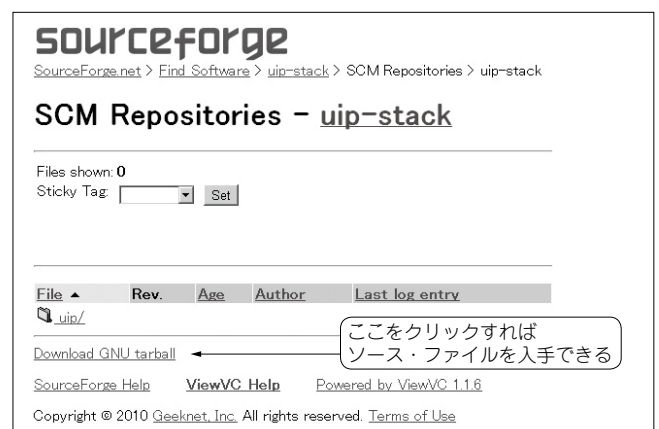 sourceforge
SourceForge.net > Find Software > uip-stack > SCM Repositories > uip-stack
SCM Repositories - uip-stack
Files shown: 0
Sticky Tag: Set
File Rev. Age Author Last log entry
uip/
ここをクリックすれば
ソース・ファイルを入手できる
Download GNU tarball
SourceForge Help ViewVC Help Powered by ViewVC 1.1.6
Copyright © 2010 Geeknet, Inc. All rights reserved. Terms of Use